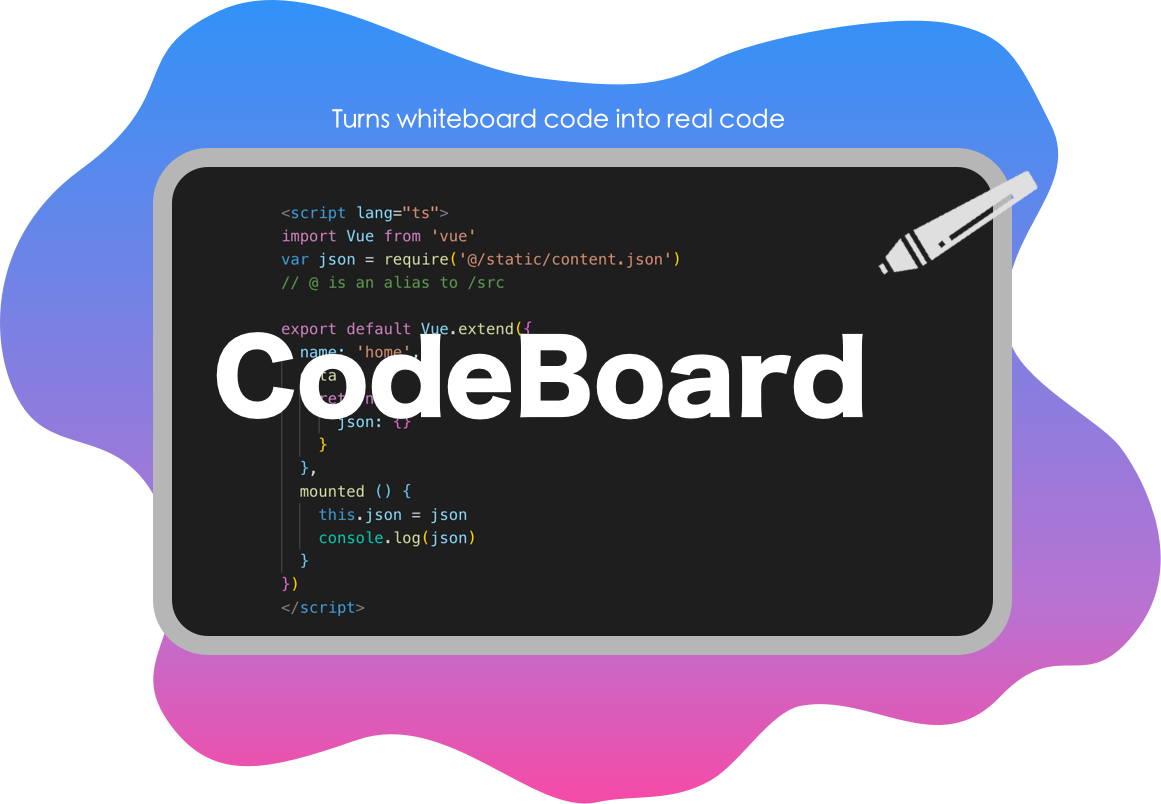 Turns whiteboard code into real code
<script lang="ts">
import Vue from 'vue'
var json = require('@/static/content.json')
// @ is an alias to /src
export default Vue.extend({
name: 'home',
CodeBoard
json: {}
}
},
mounted () {
this.json = json
console.log(json)
}
})
</script>